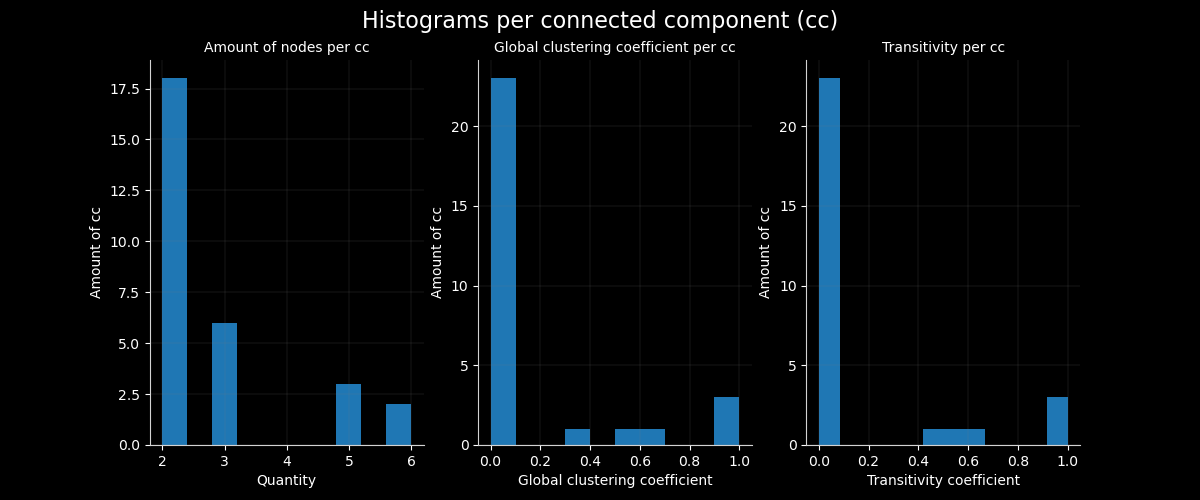 Histograms per connected component (cc)
Amount of nodes per cc
Global clustering coefficient per cc
Transitivity per cc
Amount of cc
17.5
15.0
12.5
10.0
7.5
5.0
2.5
0.0
2 3 4 5 6
Quantity
Amount of cc
20
15
10
5
0
0.0 0.2 0.4 0.6 0.8 1.0
Global clustering coefficient
Amount of cc
20
15
10
5
0
0.0 0.2 0.4 0.6 0.8 1.0
Transitivity coefficient